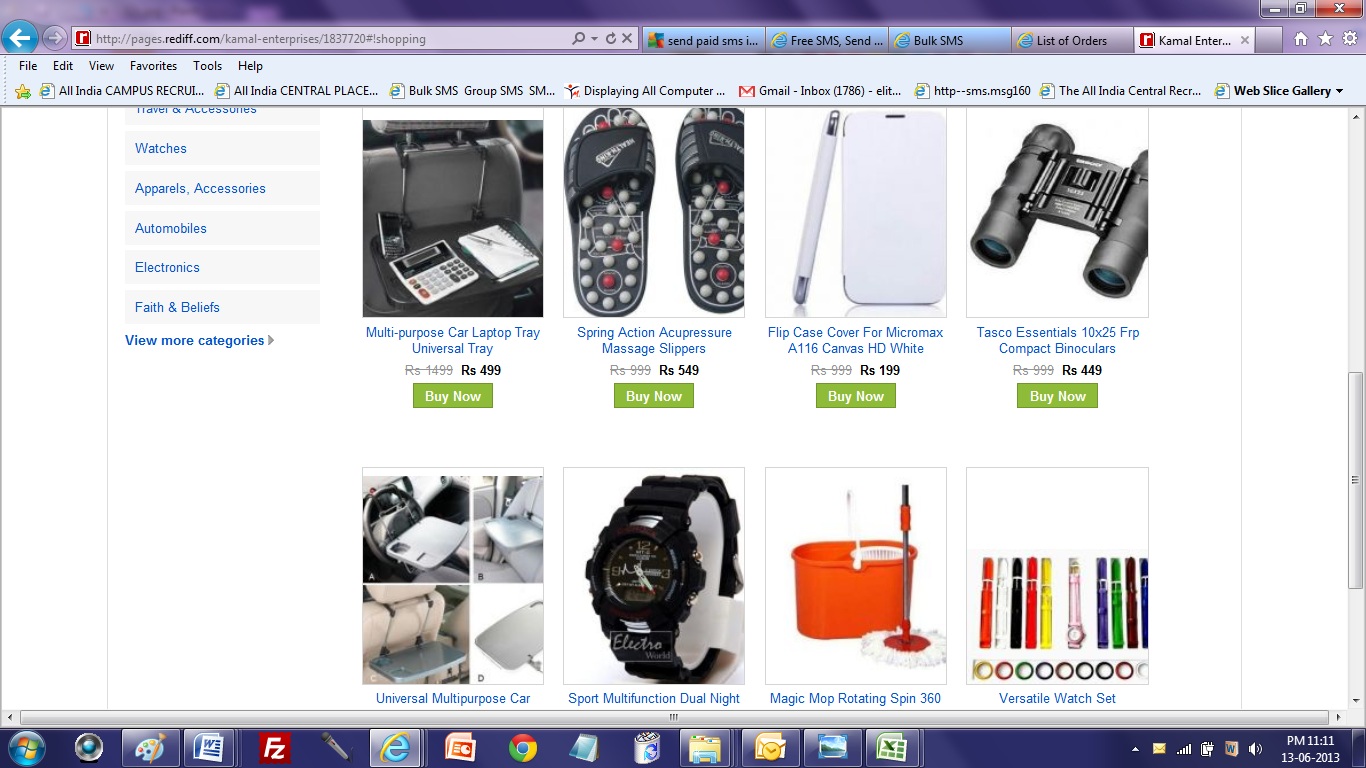 http://pages.rediff.com/kamal-enterprises/1837720#!shopping
send paid sms i...
Free SMS, Send ...
Bulk SMS
List of Orders
Kamal Enter...
File Edit View Favorites Tools Help
All India CAMPUS RECRUI...
All India CENTRAL PLACE...
Bulk SMS Group SMS SM...
Displaying All Computer ...
Gmail - Inbox (1786) - elit...
http--sms.msg160
The All India Central Recr...
Web Slice Gallery
Travel & Accessories
Watches
Apparels, Accessories
Automobiles
Electronics
Faith & Beliefs
View more categories
Multi-purpose Car Laptop Tray
Universal Tray
Rs 1499 Rs 499
Buy Now
Spring Action Acupressure
Massage Slippers
Rs 999 Rs 549
Buy Now
Flip Case Cover For Micromax
A116 Canvas HD White
Rs 999 Rs 199
Buy Now
Tasco Essentials 10x25 Frp
Compact Binoculars
Rs 999 Rs 449
Buy Now
A
B
C
D
Universal Multipurpose Car
Electro
World
Sport Multifunction Dual Night
Magic Mop Rotating Spin 360
Versatile Watch Set
PM 11:11
13-06-2013